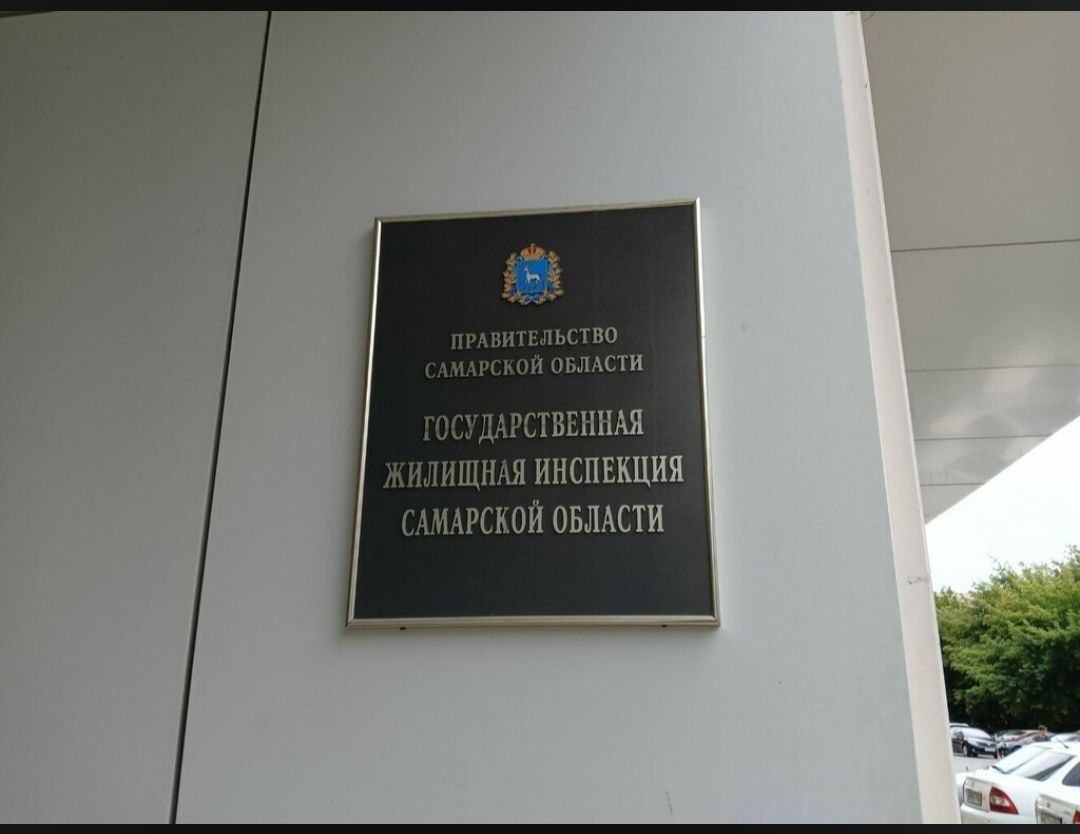 ПРАВИТЕЛЬСТВО
САМАРСКОЙ ОБЛАСТИ
ГОСУДАРСТВЕННАЯ
ЖИЛИЩНАЯ ИНСПЕКЦИЯ
САМАРСКОЙ ОБЛАСТИ